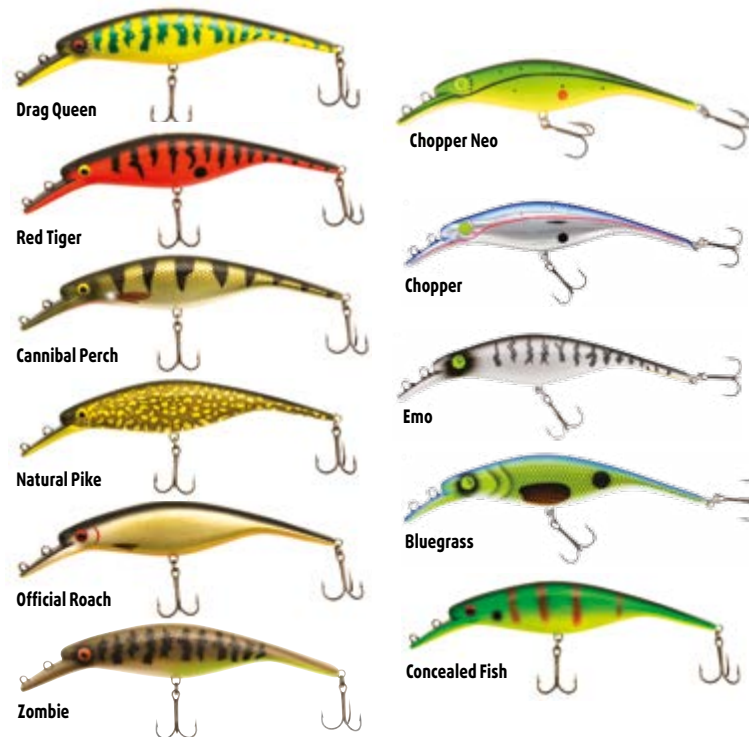 Drag Queen
Red Tiger
Cannibal Perch
Natural Pike
Official Roach
Zombie
Chopper Neo
Chopper
Emo
Bluegrass
Concealed Fish